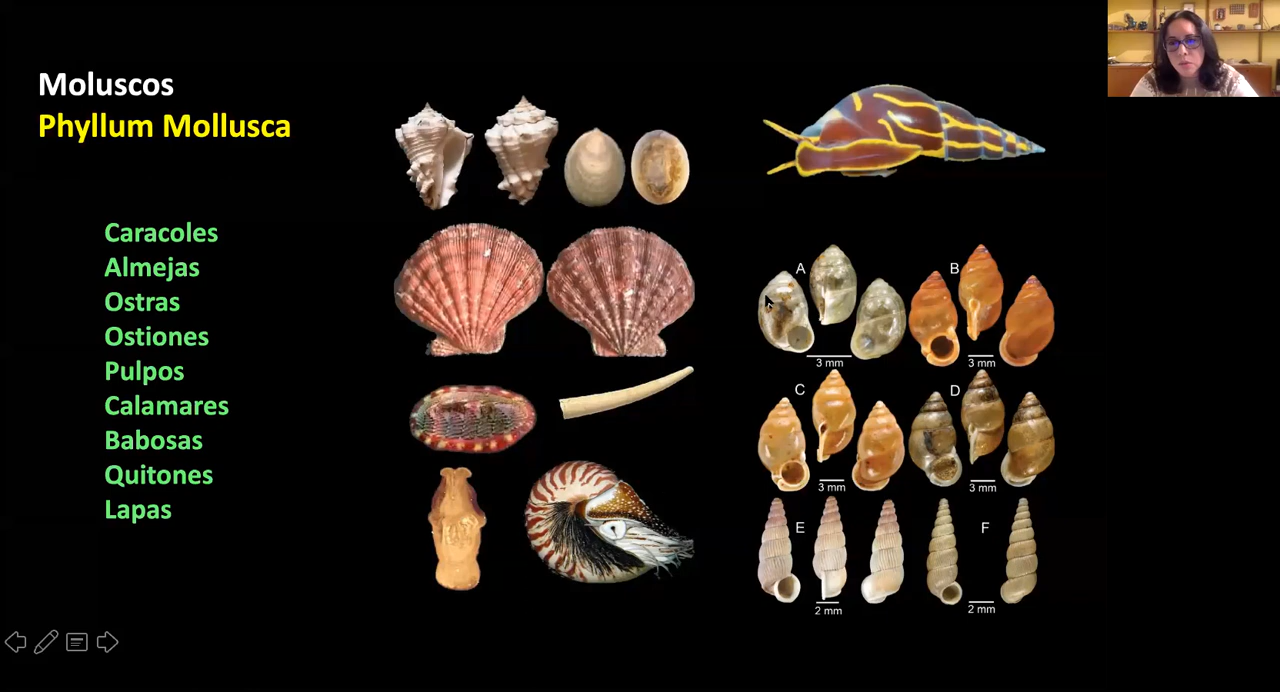 Moluscos
Phyllum Mollusca
Caracoles
Almejas
Ostras
Ostiones
Pulpos
Calamares
Babosas
Quitones
Lapas
A
B
3 mm
3 mm
C
D
3 mm
3 mm
E
F
2 mm
2 mm